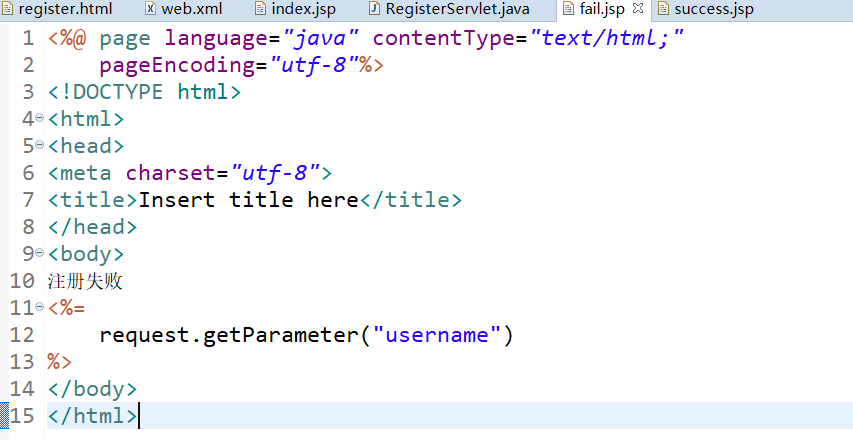 register.html web.xml index.jsp RegisterServlet.java fail.jsp success.jsp
1 <%@ page language="java" contentType="text/html;"
2 pageEncoding="utf-8"%>
3 <!DOCTYPE html>
4 <html>
5 <head>
6 <meta charset="utf-8">
7 <title>Insert title here</title>
8 </head>
9 <body>
10 注册失败
11 <%=
12 request.getParameter("username")
13 %>
14 </body>
15 </html>